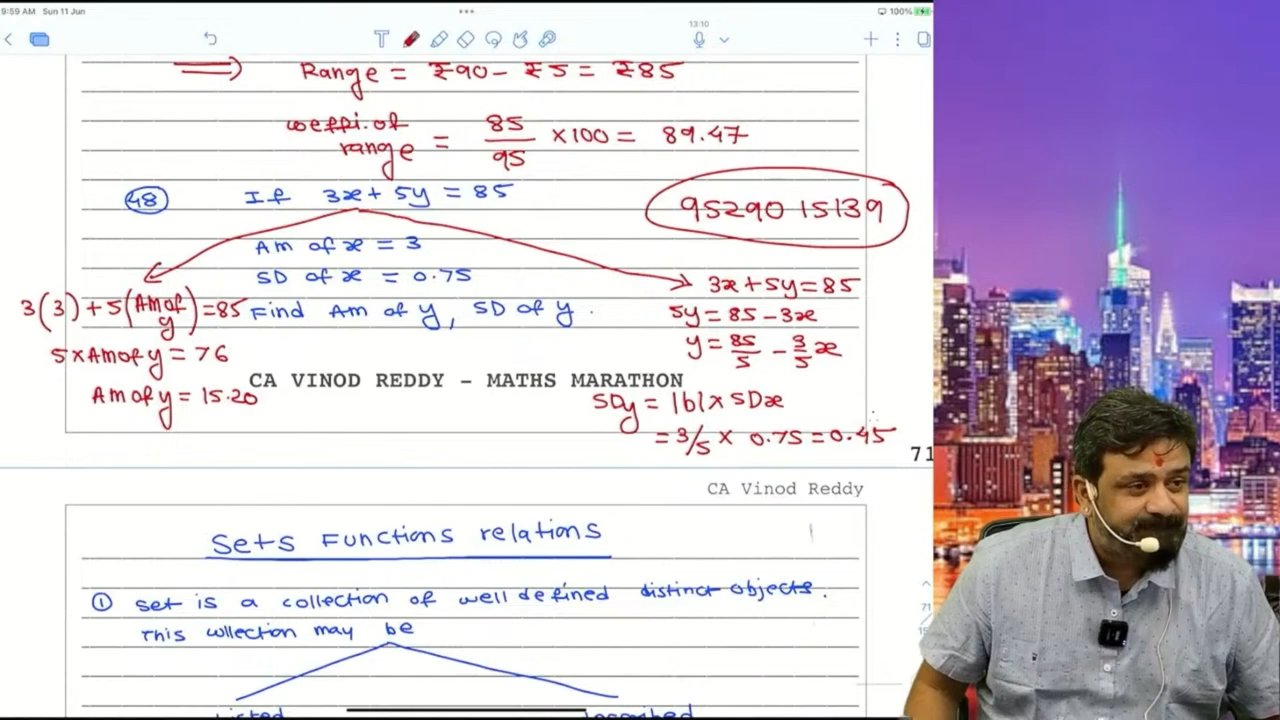 9:59 AM Sun 11 Jun
100%
13:10
Range = ₹90 - ₹5 = ₹85
coeffi. of range = 85/95 × 100 = 89.47
48 If 3x + 5y = 85
95290 15139
Am of x = 3
SD of x = 0.75
Find Am of y, SD of y.
3(3) + 5(Am of y) = 85
5 × Am of y = 76
Am of y = 15.20
3x + 5y = 85
5y = 85 - 3x
y = 85/5 - 3/5 x
SDy = |b| × SDx
= 3/5 × 0.75 = 0.45
CA VINOD REDDY - MATHS MARATHON
71
CA Vinod Reddy
Sets Functions relations
① Set is a collection of well defined distinct objects.
This collection may be